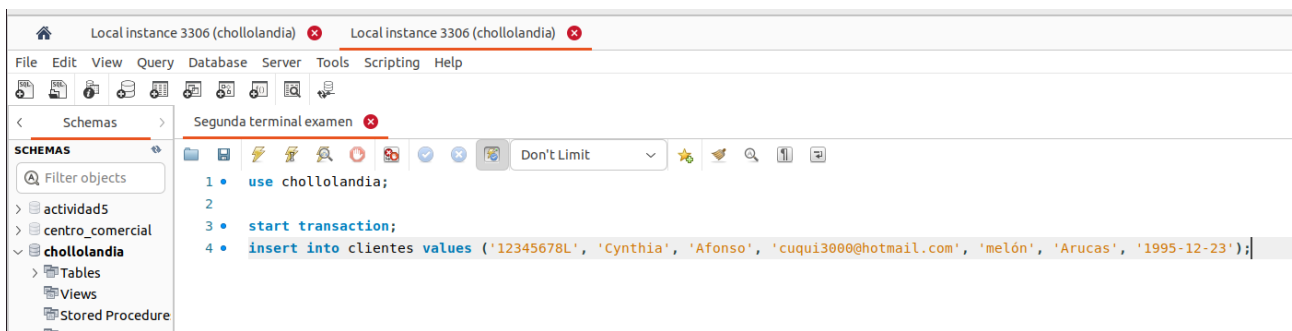 Local instance 3306 (chollolandia) Local instance 3306 (chollolandia)
File Edit View Query Database Server Tools Scripting Help
Schemas Segunda terminal examen
SCHEMAS Don't Limit
Filter objects
1 use chollolandia;
actividad5 2
centro_comercial 3 start transaction;
chollolandia 4 insert into clientes values ('12345678L', 'Cynthia', 'Afonso', 'cuqui3000@hotmail.com', 'melón', 'Arucas', '1995-12-23');
Tables
Views
Stored Procedure